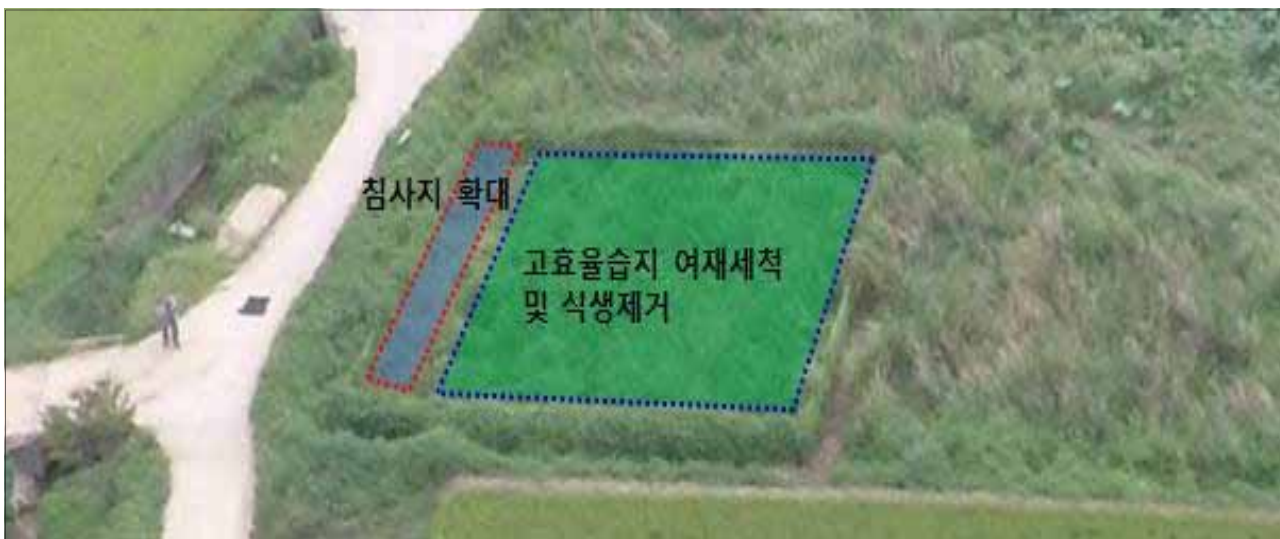 침사지 확대
고효율습지 여재세척
및 식생제거